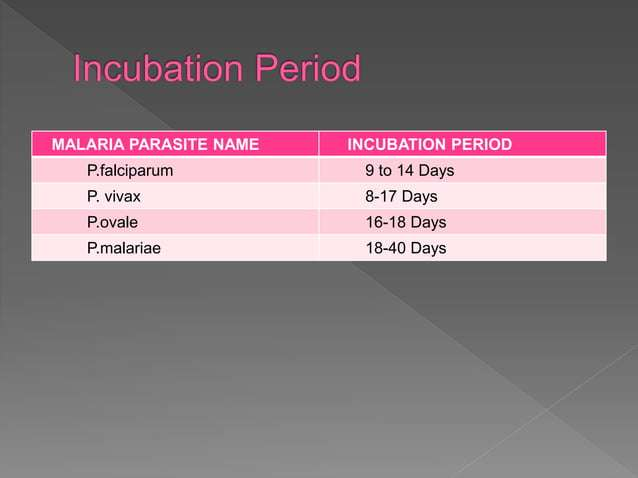 Incubation Period
MALARIA PARASITE NAME INCUBATION PERIOD
P.falciparum 9 to 14 Days
P. vivax 8-17 Days
P.ovale 16-18 Days
P.malariae 18-40 Days